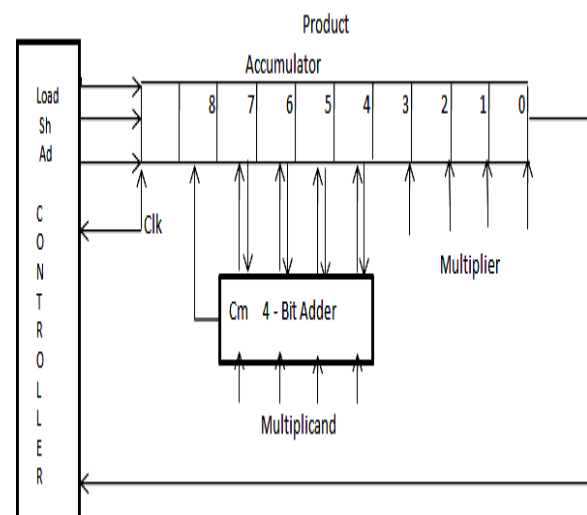 Product
Accumulator
Load
Sh
Ad
8 7 6 5 4 3 2 1 0
Clk
CONTROLLER
Multiplier
Cm 4 - Bit Adder
Multiplicand